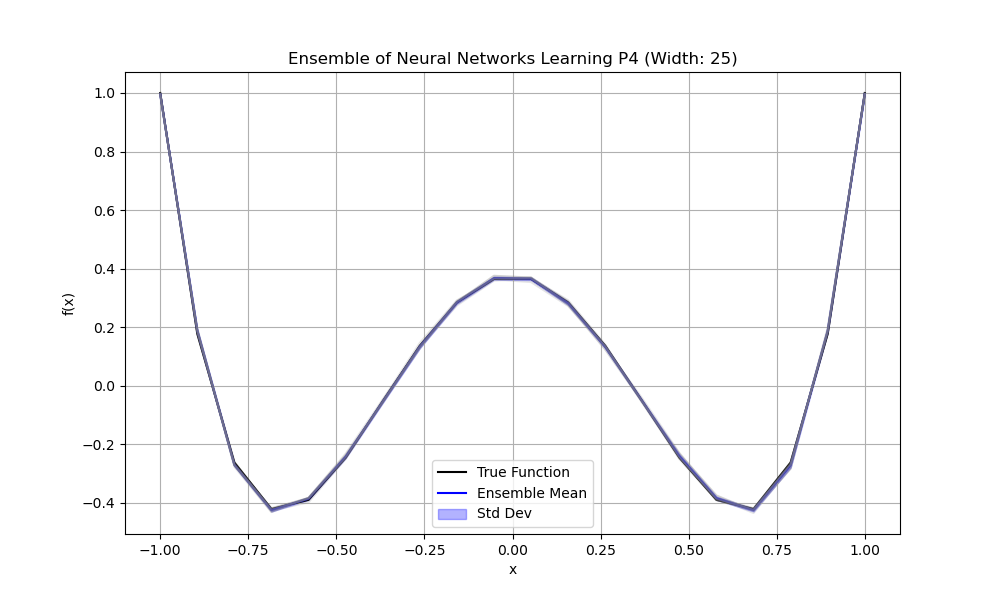 Ensemble of Neural Networks Learning P4 (Width: 25)
f(x)
1.0
0.8
0.6
0.4
0.2
0.0
−0.2
−0.4
True Function
Ensemble Mean
Std Dev
−1.00 −0.75 −0.50 −0.25 0.00 0.25 0.50 0.75 1.00
x